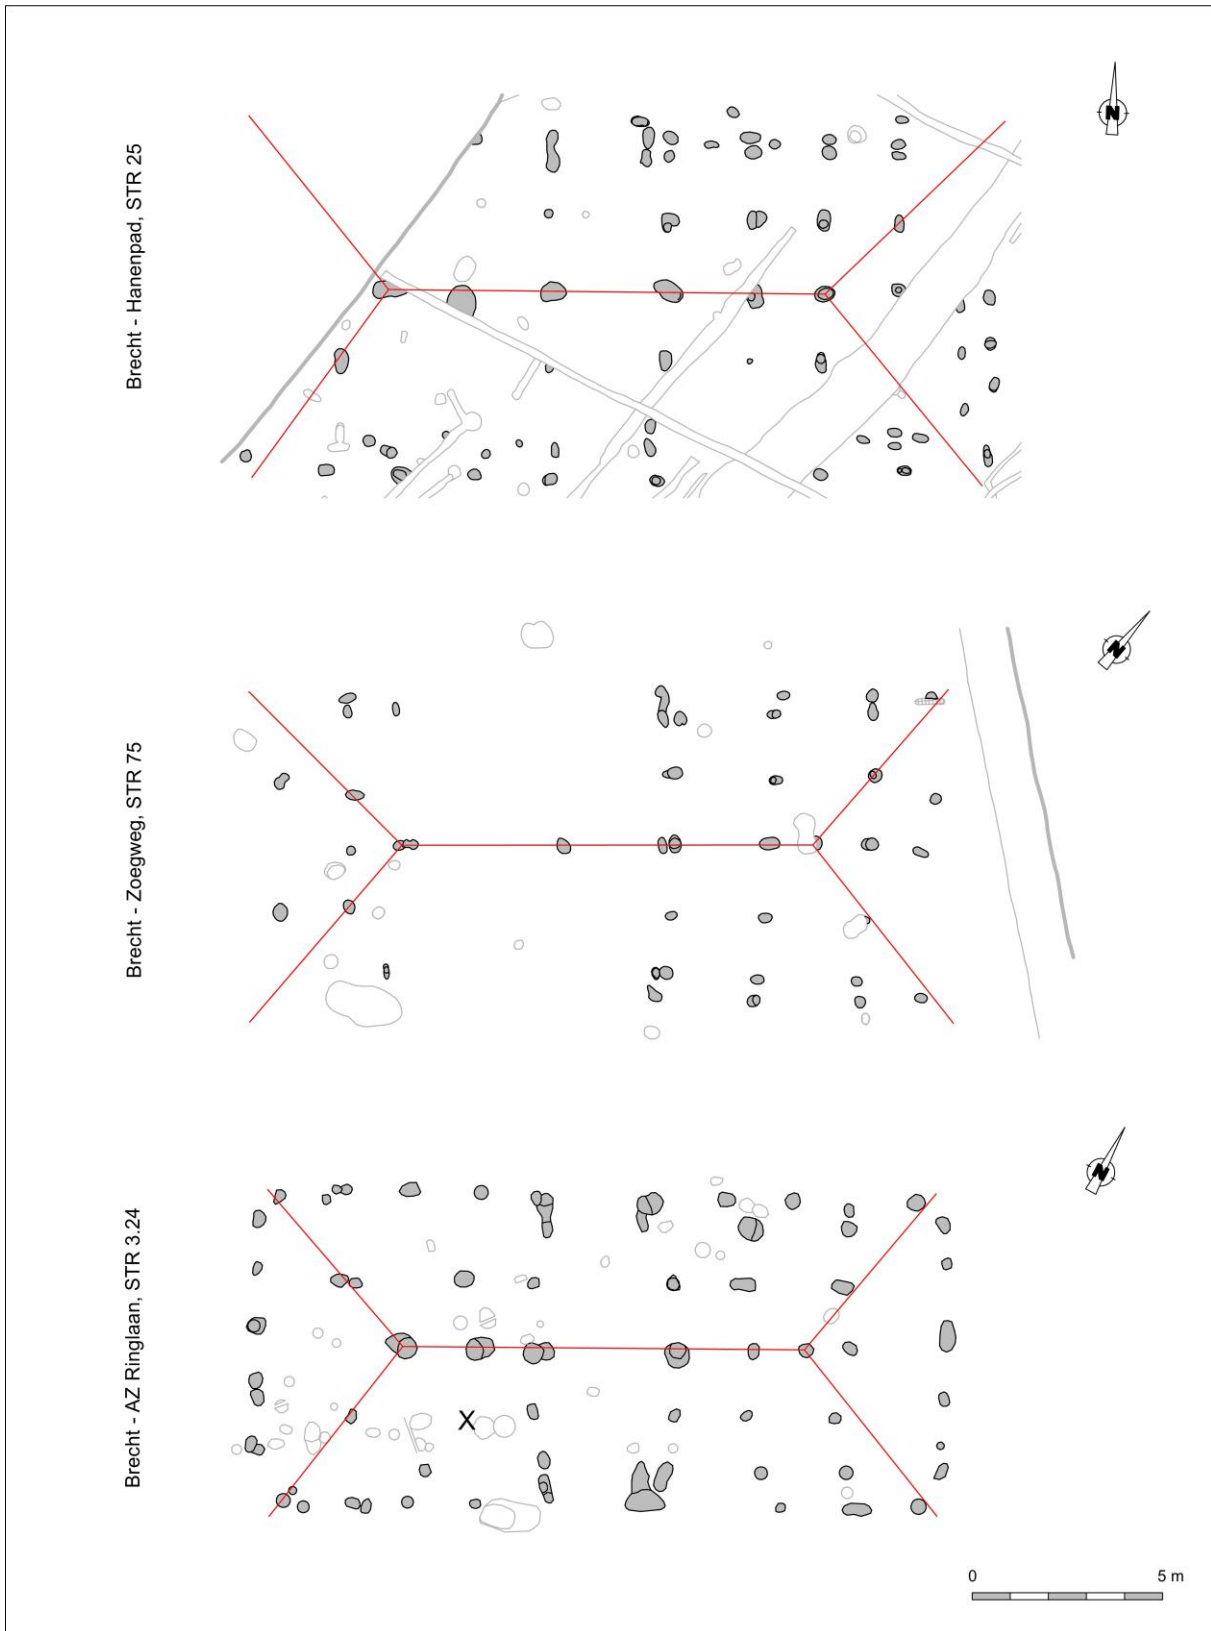 Brecht - Hanenpad, STR 25
N
Brecht - Zoegweg, STR 75
N
Brecht - AZ Ringlaan, STR 3.24
N
X
0 5 m